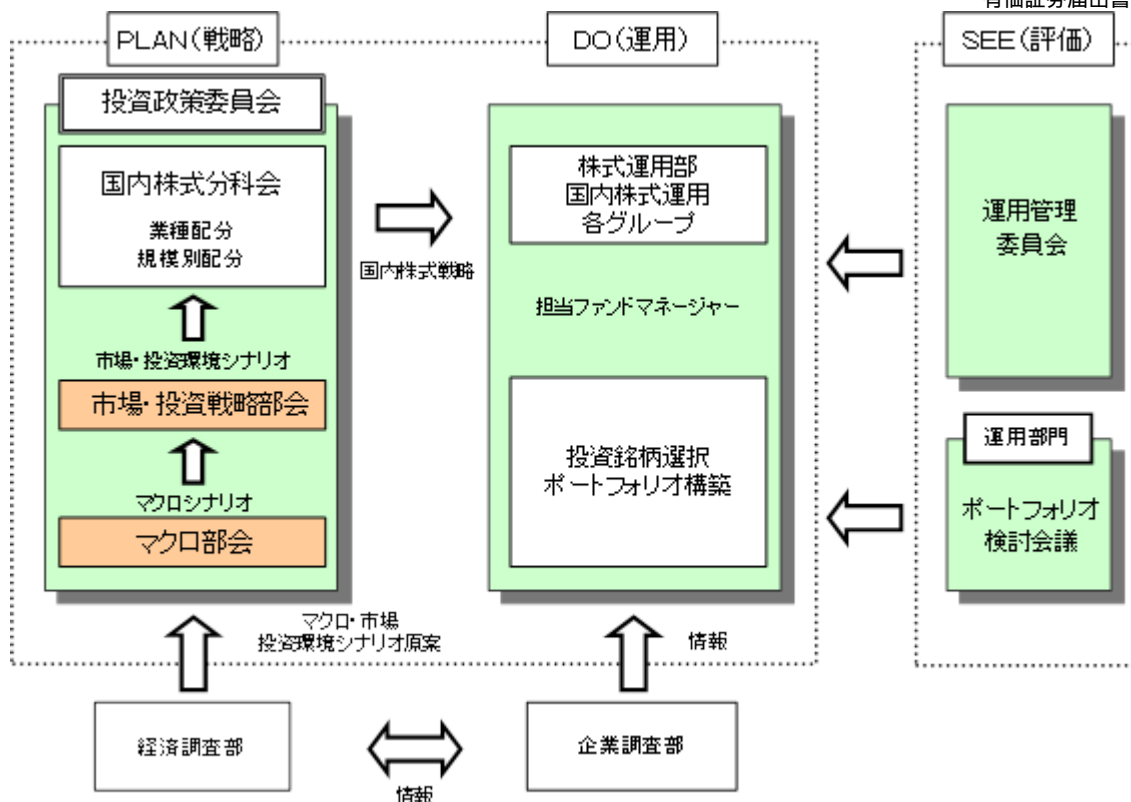 有価証券届出書
PLAN(戦略)
投資政策委員会
国内株式分科会
業種配分
規模別配分
市場・投資環境シナリオ
市場・投資戦略部会
マクロシナリオ
マクロ部会
国内株式戦略
DO(運用)
株式運用部
国内株式運用
各グループ
担当ファンドマネージャー
投資銘柄選択
ポートフォリオ構築
SEE(評価)
運用管理
委員会
運用部門
ポートフォリオ
検討会議
マクロ・市場
投資環境シナリオ原案
情報
経済調査部
企業調査部
情報